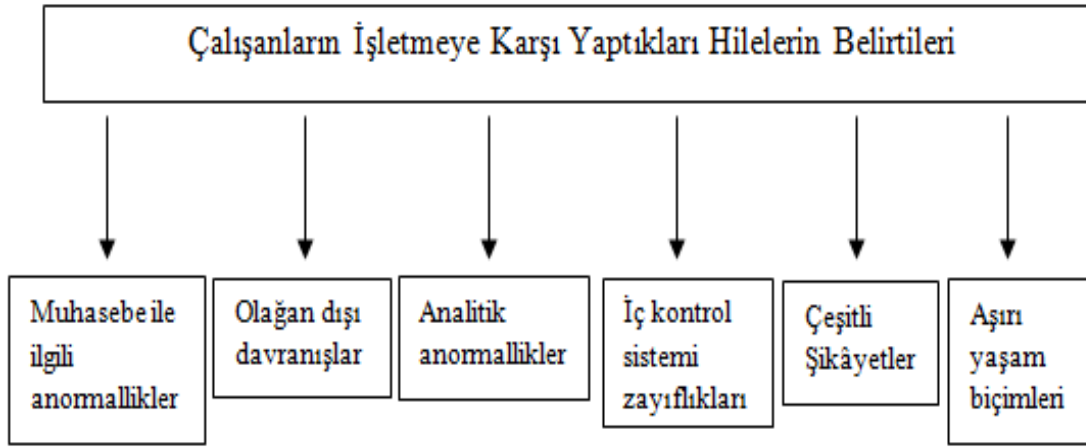 Çalışanların İşletmeye Karşı Yaptıkları Hilelerin Belirtileri
Muhasebe ile
ilgili
anormallikler
Olağan dışı
davranışlar
Analitik
anormallikler
İç kontrol
sistemi
zayıflıkları
Çeşitli
Şikâyetler
Aşırı
yaşam
biçimleri